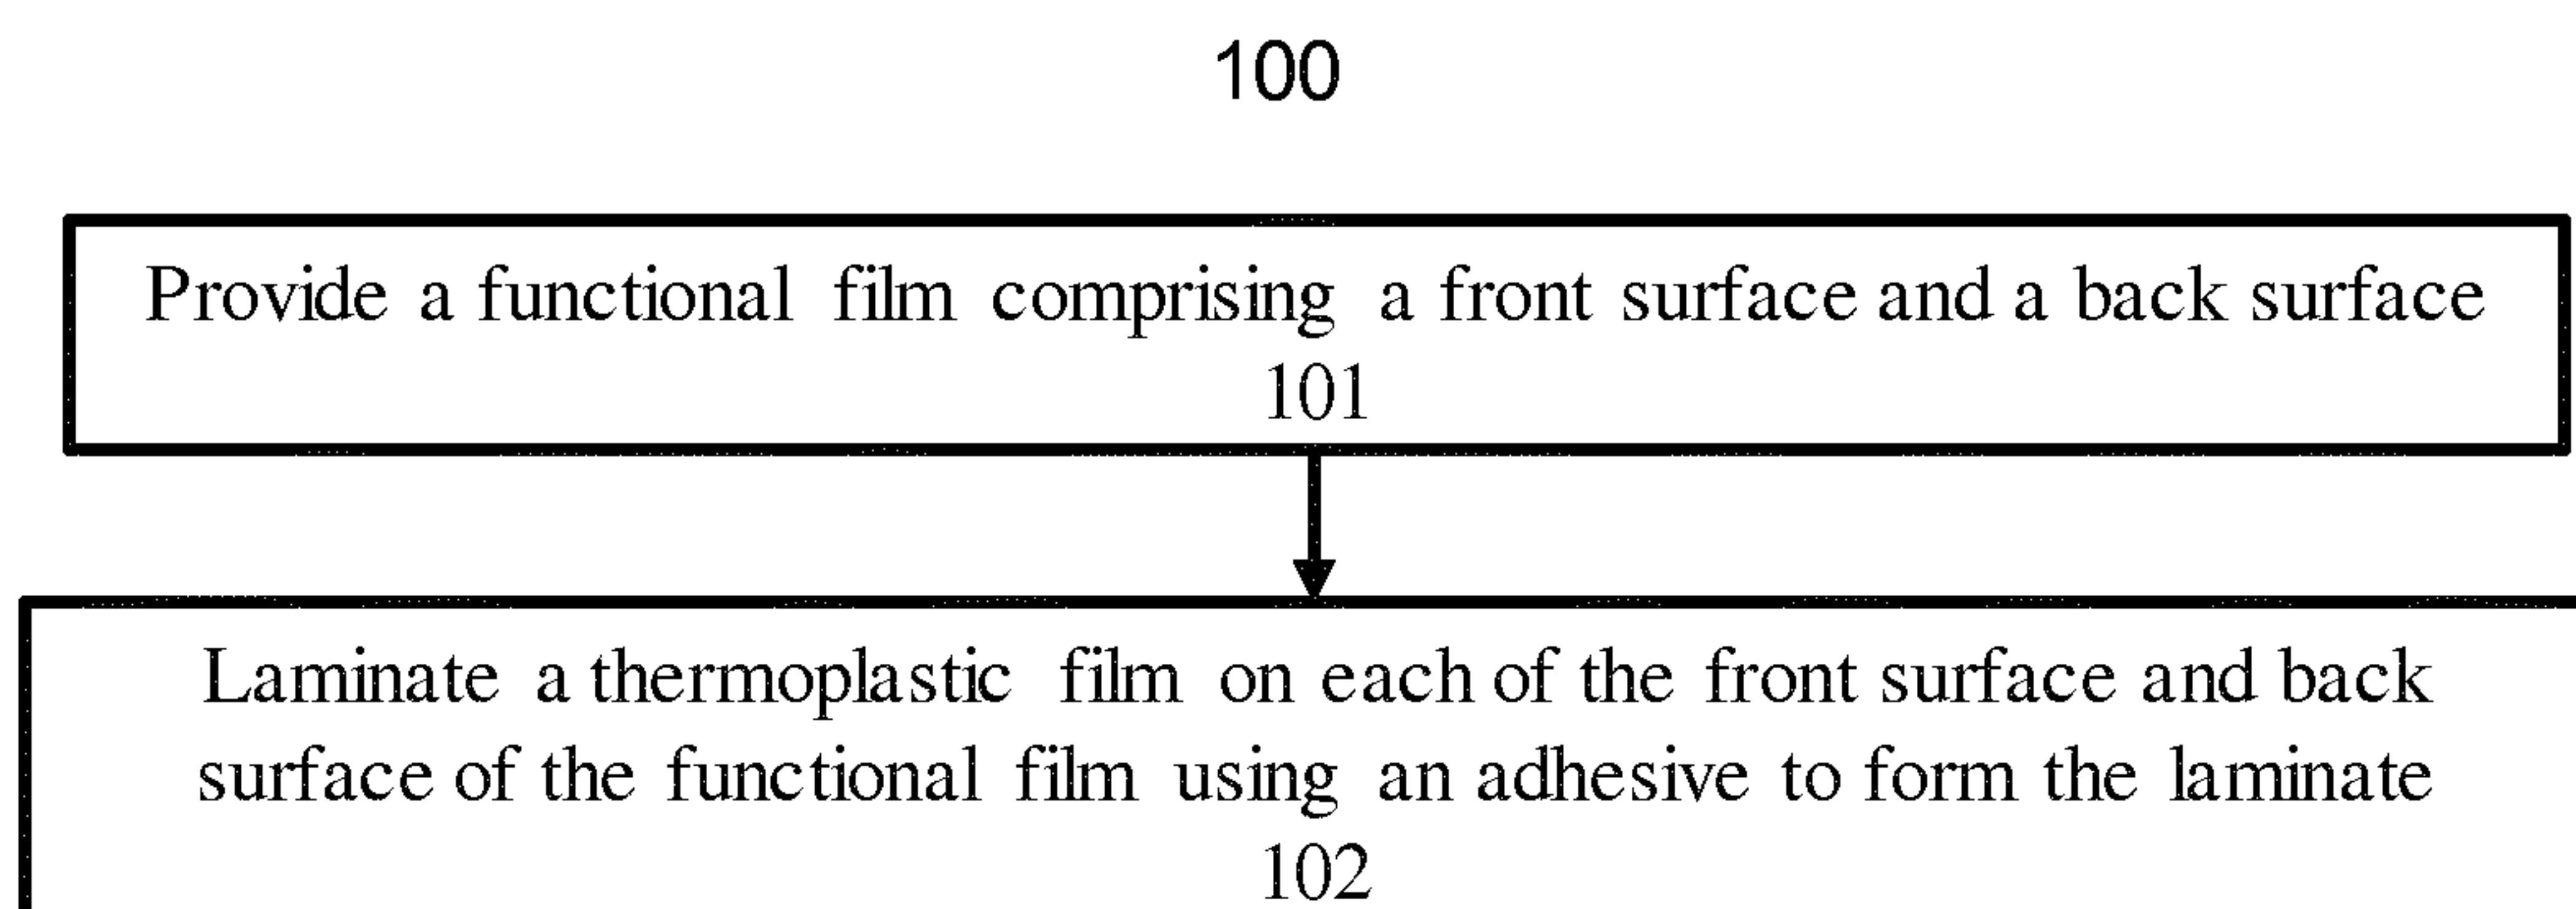 100
Provide a functional film comprising a front surface and a back surface
101
Laminate a thermoplastic film on each of the front surface and back
surface of the functional film using an adhesive to form the laminate
102